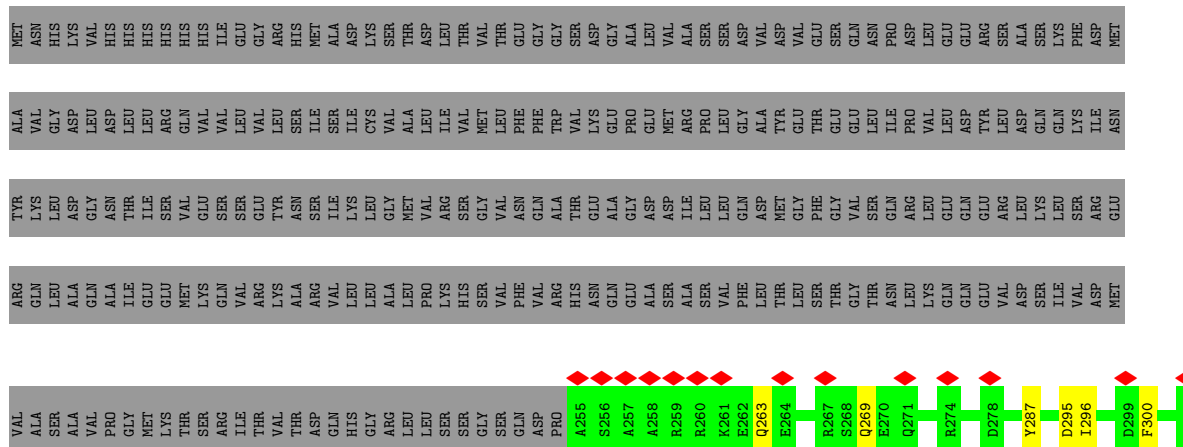 MET ASN HIS LYS VAL HIS HIS HIS HIS HIS HIS ILE GLU GLY ARG HIS MET ALA ASP LYS SER THR ASP LEU THR VAL THR GLU GLY GLY SER ASP GLY ALA LEU VAL ALA SER SER ASP VAL ASP VAL GLU SER GLN ASN PRO ASP LEU GLU GLU ARG SER ALA SER LYS PHE ASP MET
ALA VAL GLY ASP LEU ASP LEU LEU ARG GLN VAL VAL LEU VAL LEU SER ILE SER ILE CYS VAL ALA LEU ILE VAL MET LEU PHE PHE TRP VAL LYS GLU PRO GLU MET ARG PRO LEU GLY ALA TYR GLU THR GLU GLU LEU ILE PRO VAL LEU ASP TYR LEU ASP GLN GLN LYS ILE ASN
TYR LYS LEU ASP GLY ASN THR ILE SER VAL GLU SER SER GLU TYR ASN SER ILE LYS LEU GLY MET VAL ARG SER GLY VAL ASN GLN ALA THR GLU ALA GLY ASP ASP ILE LEU LEU GLN ASP MET GLY PHE GLY VAL SER GLN ARG LEU GLU GLN GLU ARG LEU LYS LEU SER ARG GLU
ARG GLN LEU ALA GLN ALA ILE GLU GLU MET LYS GLN VAL ARG LYS ALA ARG VAL LEU LEU ALA LEU PRO LYS HIS SER VAL PHE VAL ARG HIS ASN GLN GLU ALA SER ALA SER VAL PHE LEU THR LEU SER THR GLY THR ASN LEU LYS GLN GLN GLU VAL ASP SER ILE VAL ASP MET
VAL ALA SER ALA VAL PRO GLY MET LYS THR SER ARG ILE THR VAL THR ASP GLN HIS GLY ARG LEU LEU SER SER GLY SER GLN ASP PRO A255 S256 A257 A258 R259 R260 K261 E262 Q263 E264 R267 S268 Q269 E270 Q271 R274 D278 Y287 D295 I296 D299 F300